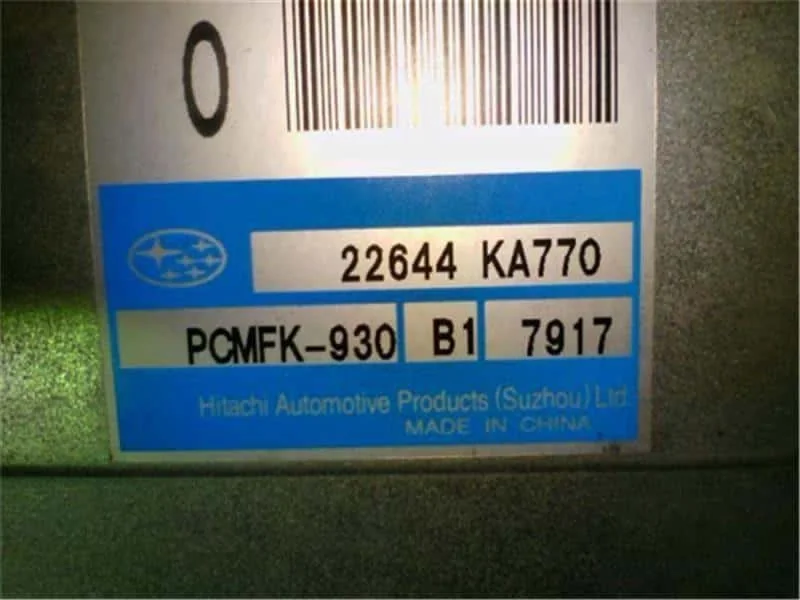 0
22644 KA770
PCMFK-930 B1 7917
Hitachi Automotive Products (Suzhou) Ltd.
MADE IN CHINA